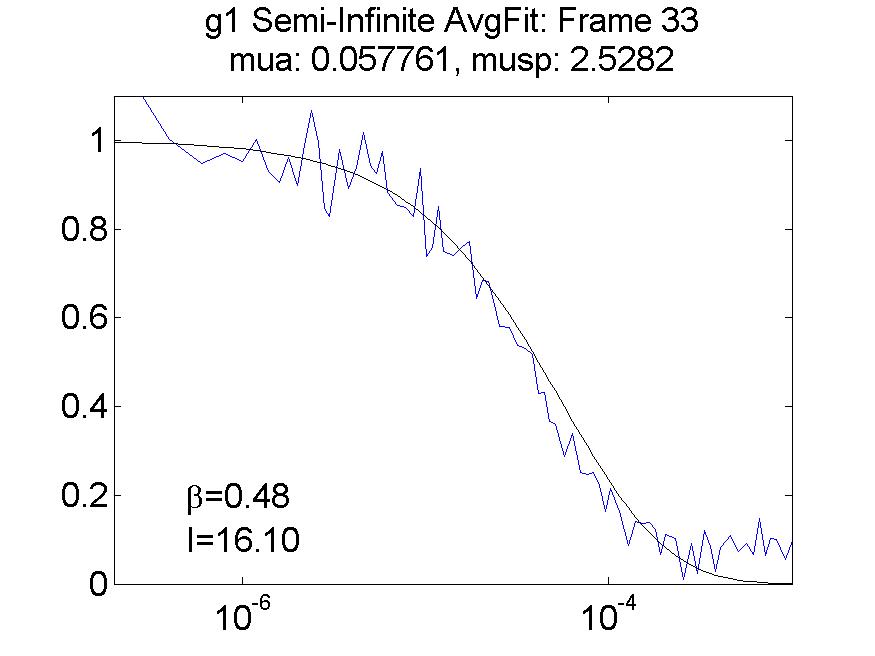 g1 Semi-Infinite AvgFit: Frame 33
mua: 0.057761, musp: 2.5282
1
0.8
0.6
0.4
0.2
0
β=0.48
I=16.10
10^-6
10^-4